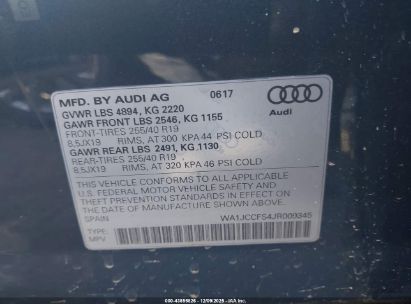 MFD. BY AUDI AG 0617
GVWR LBS 4894, KG 2220
GAWR FRONT LBS 2546, KG 1155
FRONT-TIRES 255/40 R19
8.5JX19 RIMS, AT 300 KPA 44 PSI COLD
GAWR REAR LBS 2491, KG 1130
REAR-TIRES 255/40 R19
8.5JX19 RIMS, AT 320 KPA 46 PSI COLD
Audi
THIS VEHICLE CONFORMS TO ALL APPLICABLE
U.S. FEDERAL MOTOR VEHICLE SAFETY, BUMPER AND
THEFT PREVENTION STANDARDS IN EFFECT
ON THE DATE OF MANUFACTURE SHOWN ABOVE.
SPAIN WA1JCCFS4JR009345
TYPE:
MPV